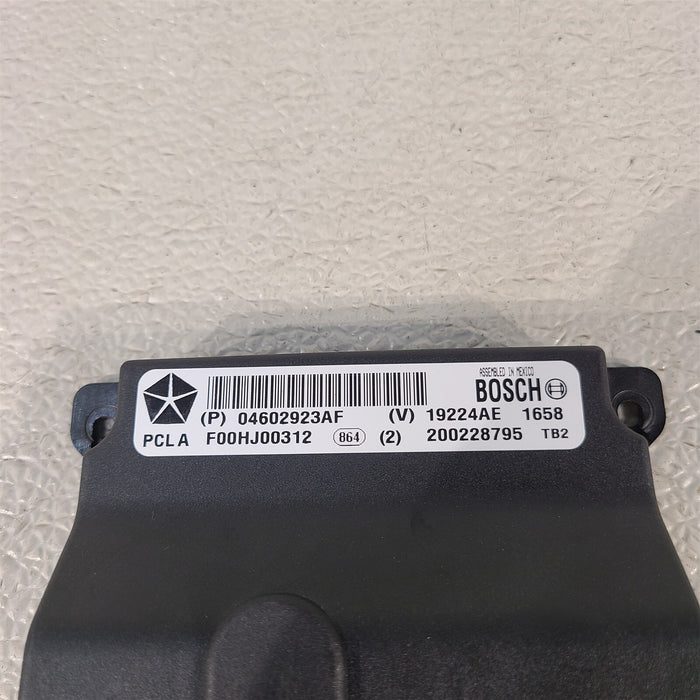 ASSEMBLED IN MEXICO
BOSCH
(P) 04602923AF (V) 19224AE 1658
PCLA F00HJ00312 864 (2) 200228795 TB2